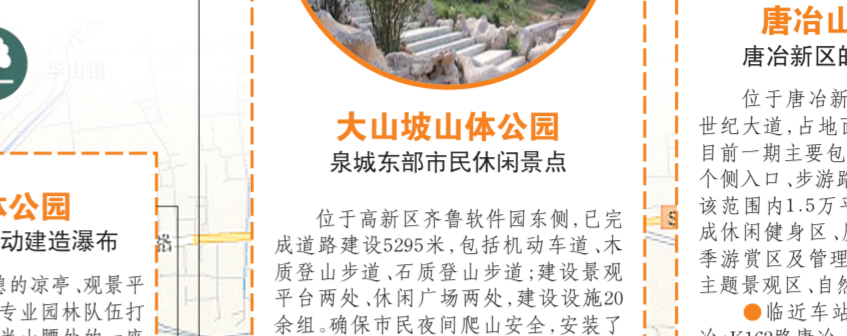 华山镇
体公园
动建造瀑布
的凉亭、观景平
专业园林队伍打
大山坡山体公园
泉城东部市民休闲景点
位于高新区齐鲁软件园东侧,已完
成道路建设5295米,包括机动车道、木
质登山步道、石质登山步道;建设景观
平台两处、休闲广场两处,建设设施20
余组。确保市民夜间爬山安全,安装了
唐冶山
唐冶新区的
位于唐冶新
世纪大道,占地面
目前一期主要包
个侧入口、步游路
该范围内1.5万平
成休闲健身区、
季游赏区及管理
主题景观区、自然
●临近车站